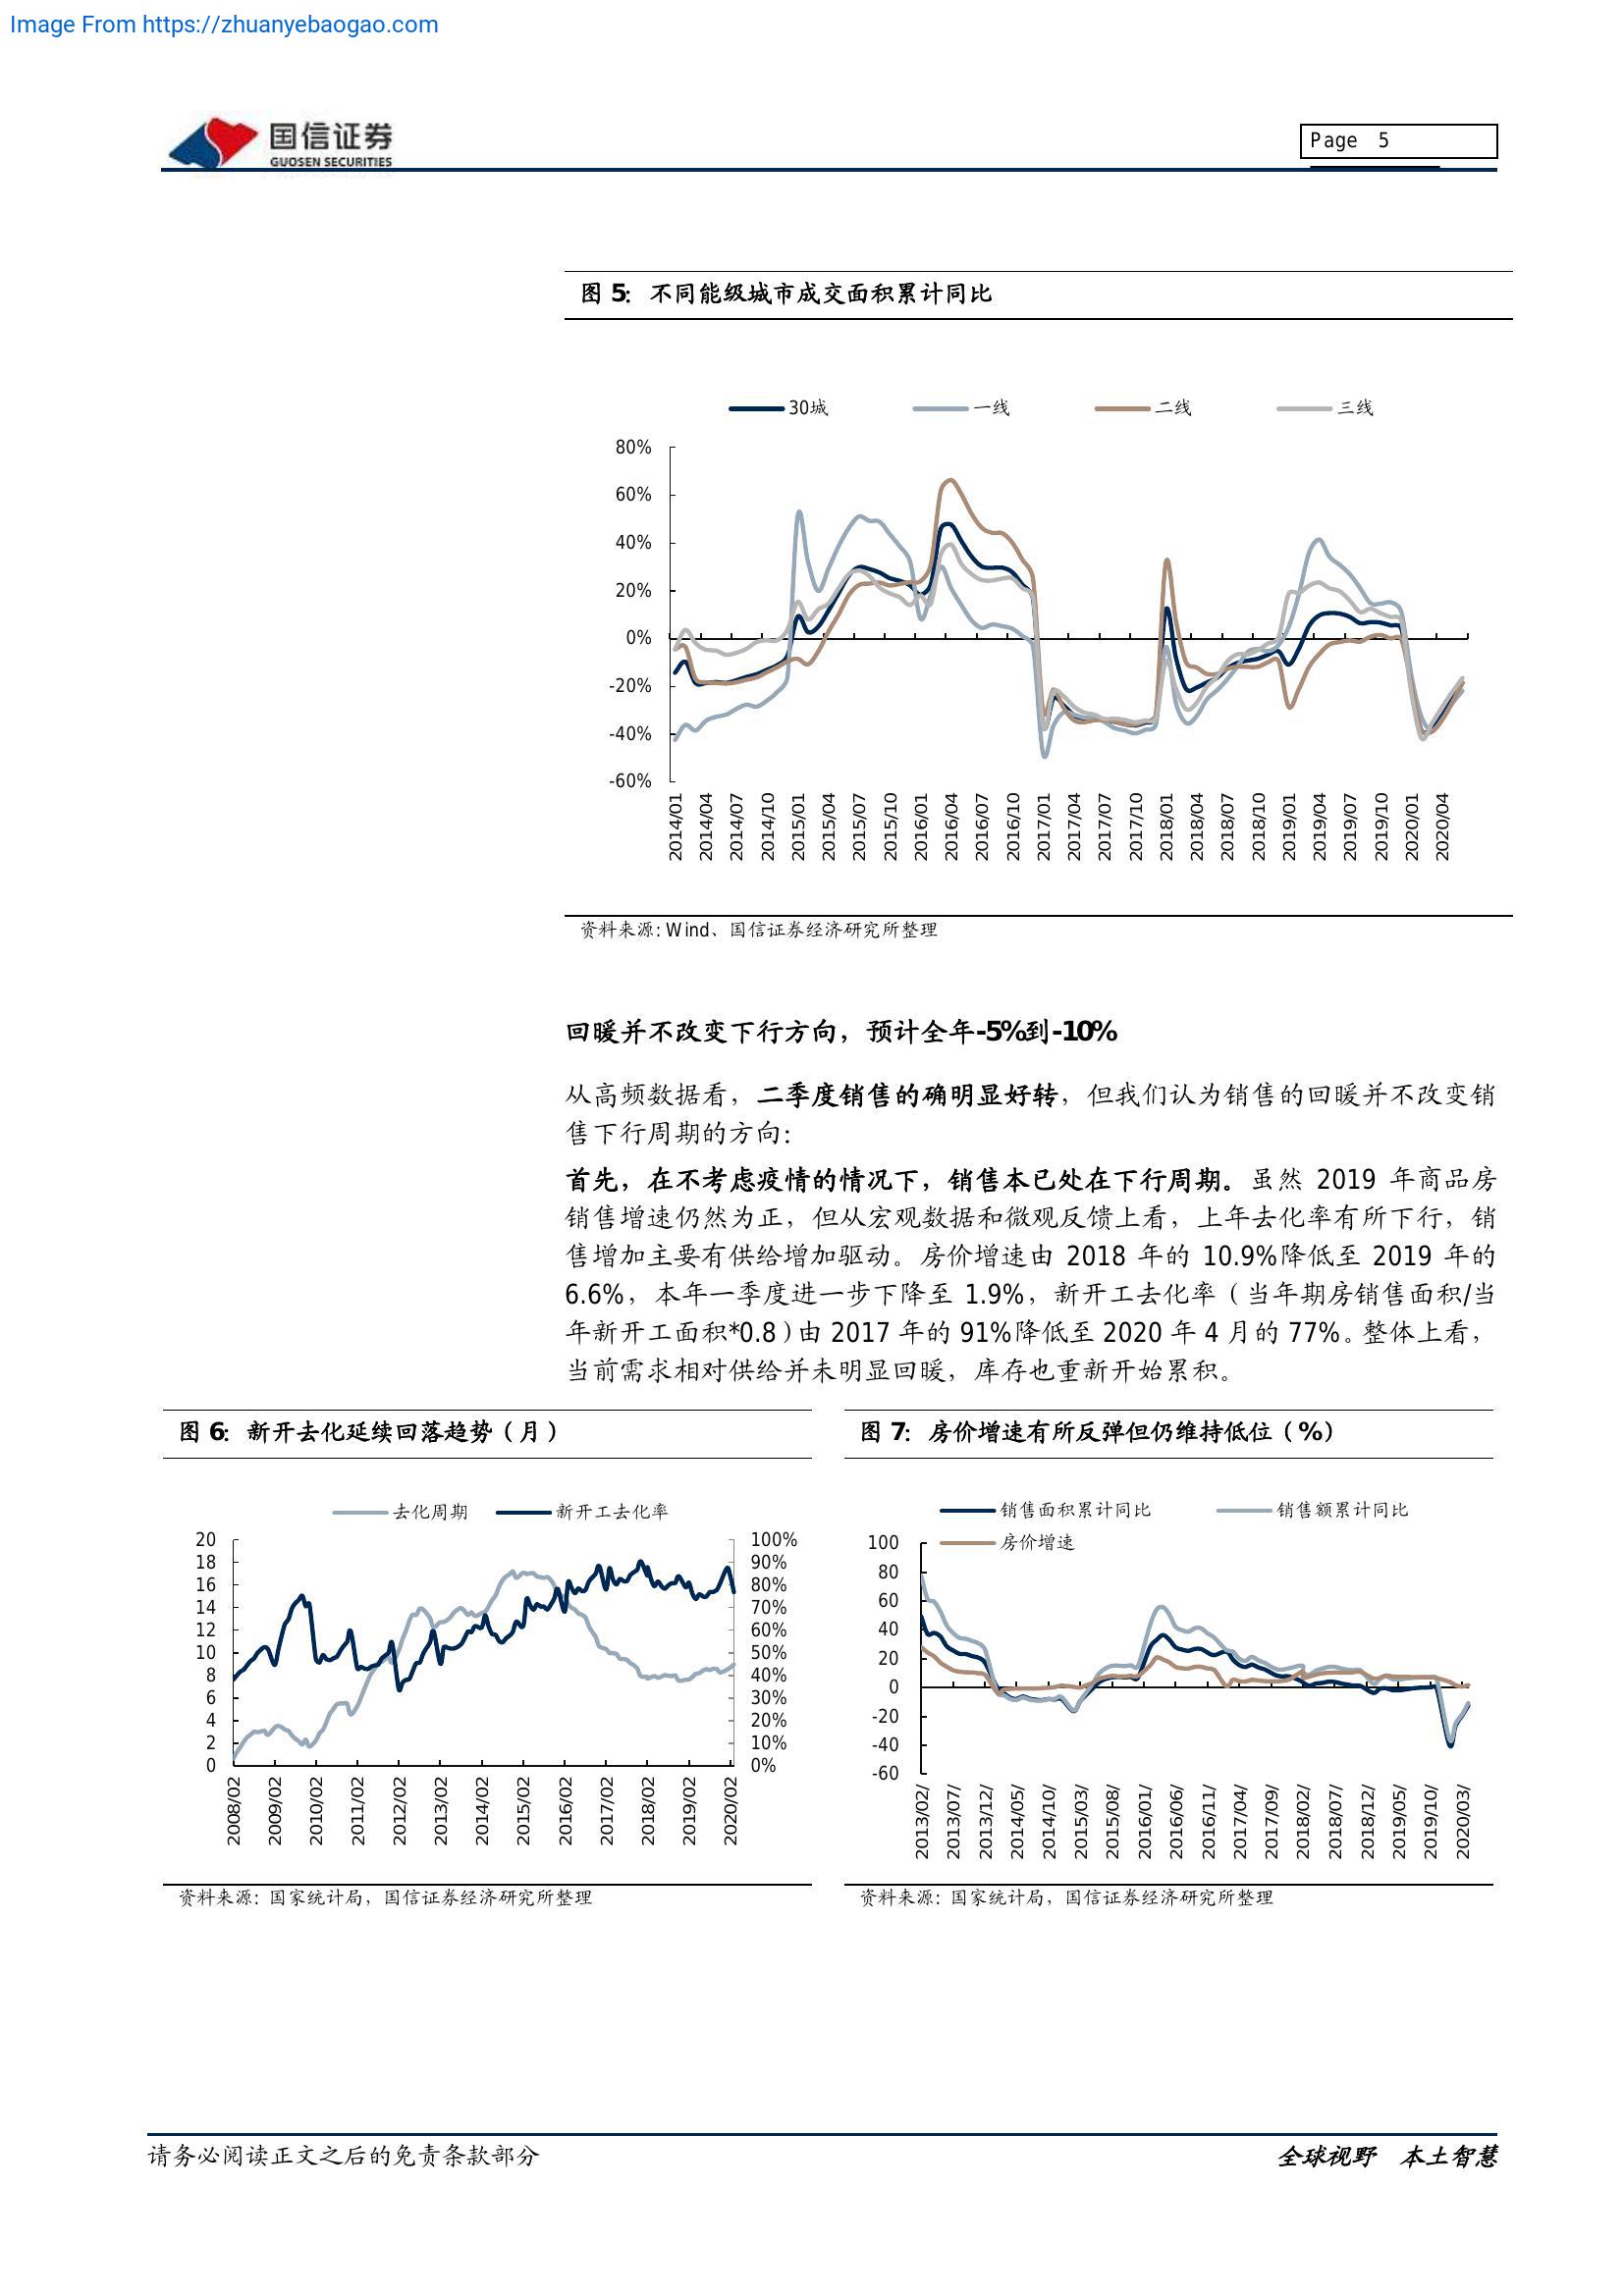 Image From https://zhuanyebaogao.com
国信证券
GUOSEN SECURITIES
Page 5
图 5：不同能级城市成交面积累计同比
30城 一线 二线 三线
80%
60%
40%
20%
0%
-20%
-40%
-60%
2014/01 2014/04 2014/07 2014/10 2015/01 2015/04 2015/07 2015/10 2016/01 2016/04 2016/07 2016/10 2017/01 2017/04 2017/07 2017/10 2018/01 2018/04 2018/07 2018/10 2019/01 2019/04 2019/07 2019/10 2020/01 2020/04
资料来源：Wind、国信证券经济研究所整理
回暖并不改变下行方向，预计全年-5%到-10%
从高频数据看，二季度销售的确明显好转，但我们认为销售的回暖并不改变销
售下行周期的方向：
首先，在不考虑疫情的情况下，销售本已处在下行周期。虽然 2019 年商品房
销售增速仍然为正，但从宏观数据和微观反馈上看，上年去化率有所下行，销
售增加主要有供给增加驱动。房价增速由 2018 年的 10.9%降低至 2019 年的
6.6%，本年一季度进一步下降至 1.9%，新开工去化率（当年期房销售面积/当
年新开工面积*0.8）由 2017 年的 91%降低至 2020 年 4 月的 77%。整体上看，
当前需求相对供给并未明显回暖，库存也重新开始累积。
图 6：新开去化延续回落趋势（月）
去化周期 新开工去化率
20
18
16
14
12
10
8
6
4
2
0
100%
90%
80%
70%
60%
50%
40%
30%
20%
10%
0%
2008/02 2009/02 2010/02 2011/02 2012/02 2013/02 2014/02 2015/02 2016/02 2017/02 2018/02 2019/02 2020/02
资料来源：国家统计局，国信证券经济研究所整理
图 7：房价增速有所反弹但仍维持低位（%）
销售面积累计同比 销售额累计同比
房价增速
100
80
60
40
20
0
-20
-40
-60
2013/02/ 2013/07/ 2013/12/ 2014/05/ 2014/10/ 2015/03/ 2015/08/ 2016/01/ 2016/06/ 2016/11/ 2017/04/ 2017/09/ 2018/02/ 2018/07/ 2018/12/ 2019/05/ 2019/10/ 2020/03/
资料来源：国家统计局，国信证券经济研究所整理
请务必阅读正文之后的免责条款部分
全球视野 本土智慧